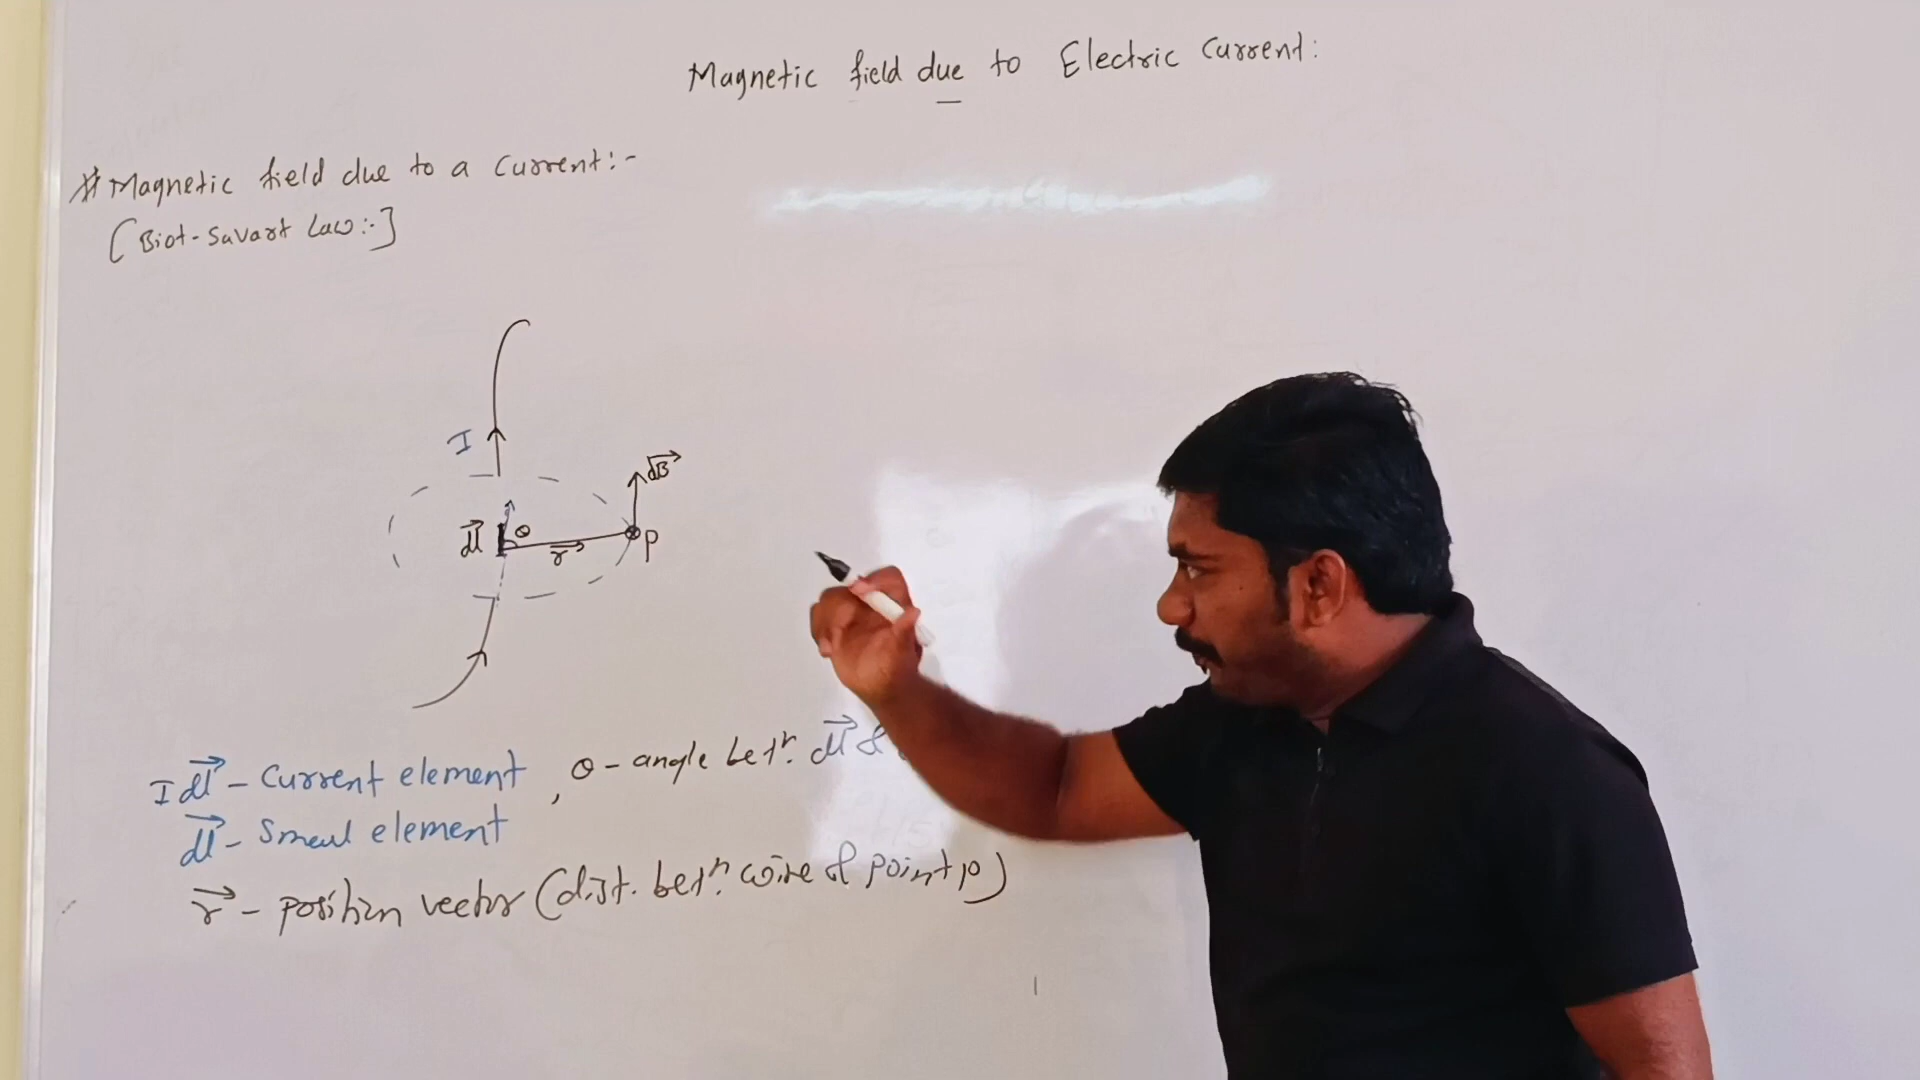 Magnetic field due to Electric Current:
# Magnetic field due to a Current:-
[Biot-Savart Law:-]
I
dB
dl θ
r P
I dl - Current element , θ - angle betn. dl &
dl - Small element
r - position vector (dist. betn. wire & point p)